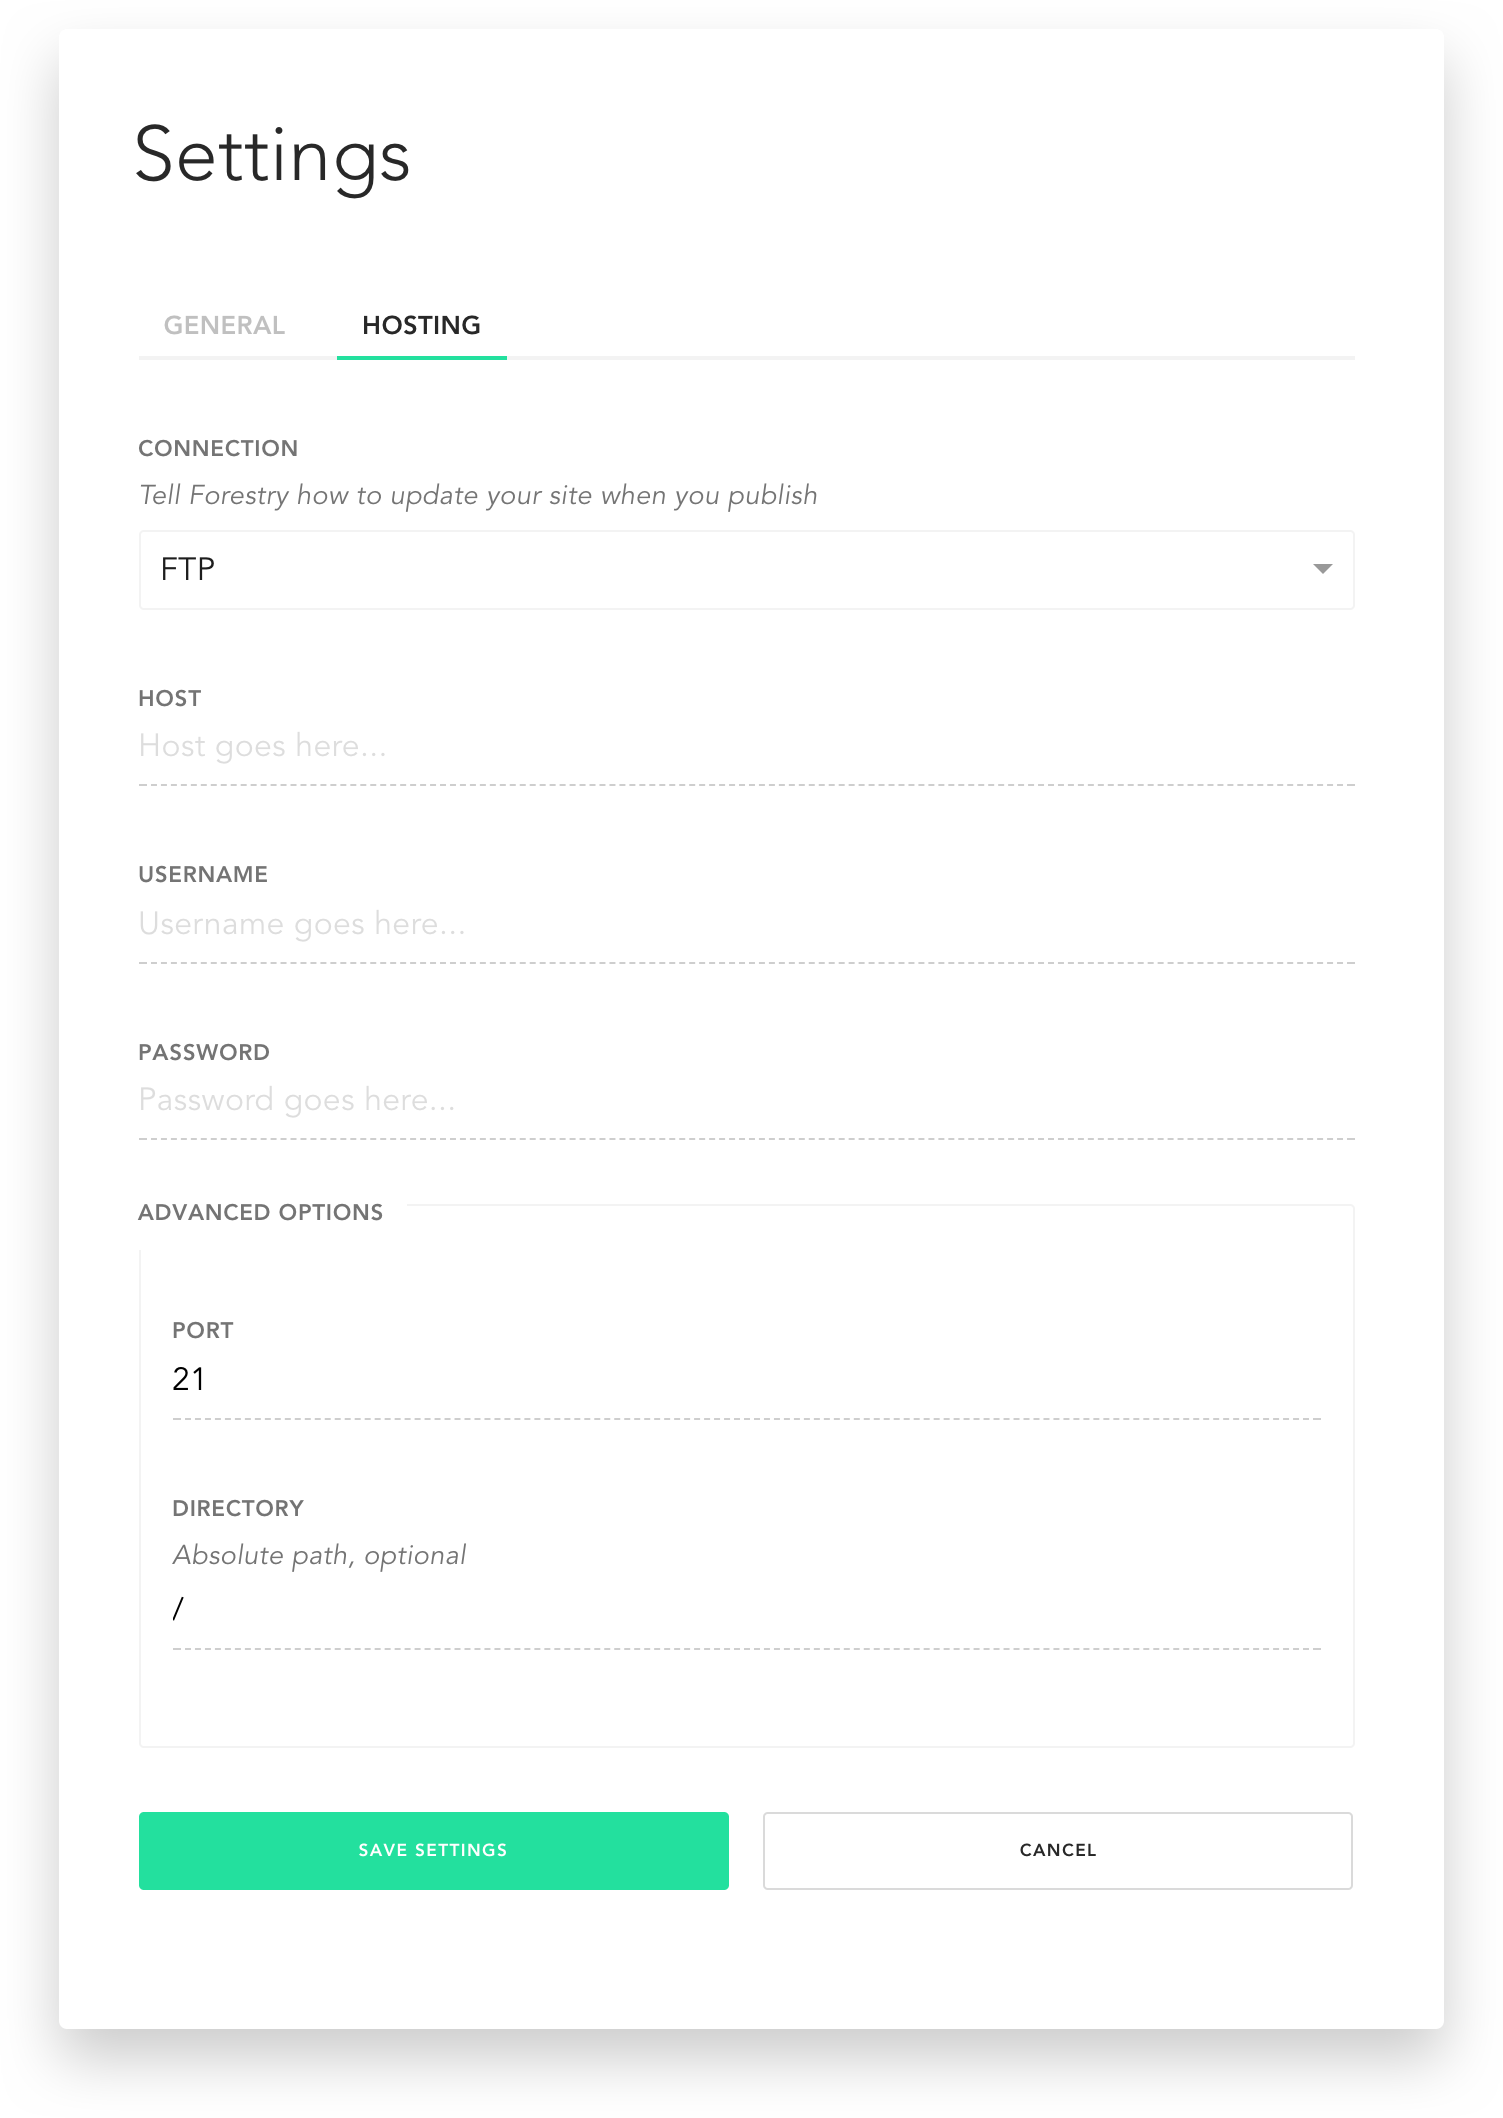 Settings
GENERAL HOSTING
CONNECTION
Tell Forestry how to update your site when you publish
FTP
HOST
Host goes here...
USERNAME
Username goes here...
PASSWORD
Password goes here...
ADVANCED OPTIONS
PORT
21
DIRECTORY
Absolute path, optional
/
SAVE SETTINGS CANCEL